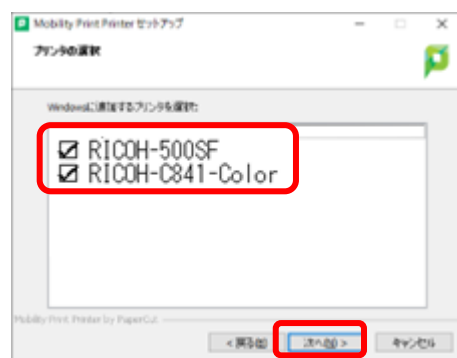 Mobility Print Printer セットアップ
プリンタの選択
Windowsに追加するプリンタを選択:
RICOH-500SF
RICOH-C841-Color
Mobility Print Printer by PaperCut
< 戻る(B)
次へ(N) >
キャンセル